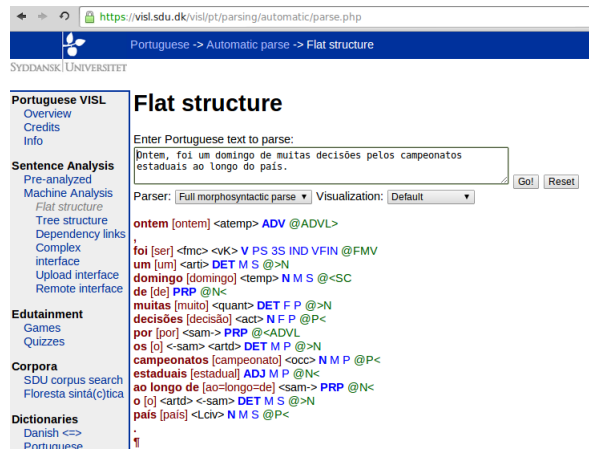 https://visl.sdu.dk/visl/pt/parsing/automatic/parse.php
Portuguese -> Automatic parse -> Flat structure
SYDDANSK UNIVERSITET
Portuguese VISL
Overview
Credits
Info
Sentence Analysis
Pre-analyzed
Machine Analysis
Flat structure
Tree structure
Dependency links
Complex
interface
Upload interface
Remote interface
Edutainment
Games
Quizzes
Corpora
SDU corpus search
Floresta sintá(c)tica
Dictionaries
Danish <=>
Portuguese
Flat structure
Enter Portuguese text to parse:
Ontem, foi um domingo de muitas decisões pelos campeonatos
estaduais ao longo do país.
Go! Reset
Parser: Full morphosyntactic parse Visualization: Default
ontem [ontem] <atemp> ADV @ADVL>
,
foi [ser] <fmc> <vK> V PS 3S IND VFIN @FMV
um [um] <arti> DET M S @>N
domingo [domingo] <temp> N M S @<SC
de [de] PRP @N<
muitas [muito] <quant> DET F P @>N
decisões [decisão] <act> N F P @P<
por [por] <sam-> PRP @<ADVL
os [o] <-sam> <artd> DET M P @>N
campeonatos [campeonato] <occ> N M P @P<
estaduais [estadual] ADJ M P @N<
ao longo de [ao=longo=de] <sam-> PRP @N<
o [o] <artd> <-sam> DET M S @>N
país [país] <Lciv> N M S @P<
.
¶